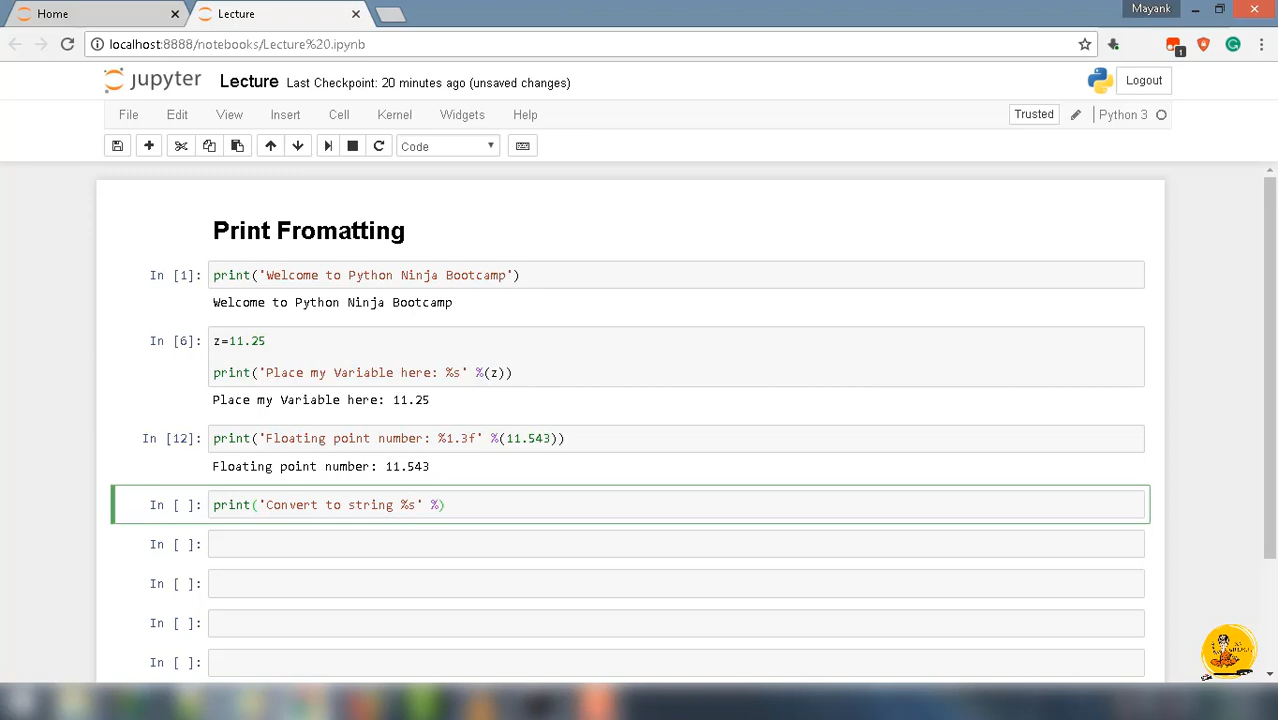 Home
Lecture
Mayank
localhost:8888/notebooks/Lecture%20.ipynb
1
jupyter Lecture Last Checkpoint: 20 minutes ago (unsaved changes)
Logout
File Edit View Insert Cell Kernel Widgets Help
Trusted Python 3
Code
Print Fromatting
In [1]: print('Welcome to Python Ninja Bootcamp')
Welcome to Python Ninja Bootcamp
In [6]: z=11.25
print('Place my Variable here: %s' %(z))
Place my Variable here: 11.25
In [12]: print('Floating point number: %1.3f' %(11.543))
Floating point number: 11.543
In [ ]: print('Convert to string %s' %)
In [ ]:
In [ ]:
In [ ]:
In [ ]: